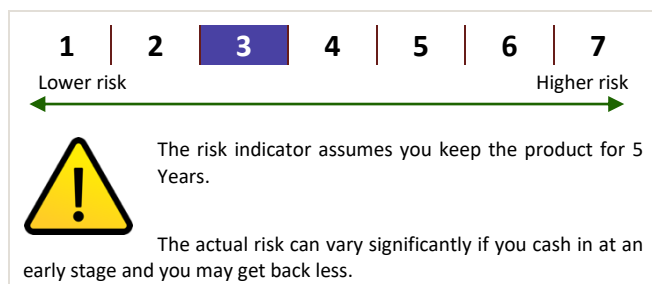 1 2 3 4 5 6 7
Lower risk Higher risk
The risk indicator assumes you keep the product for 5
Years.
The actual risk can vary significantly if you cash in at an
early stage and you may get back less.